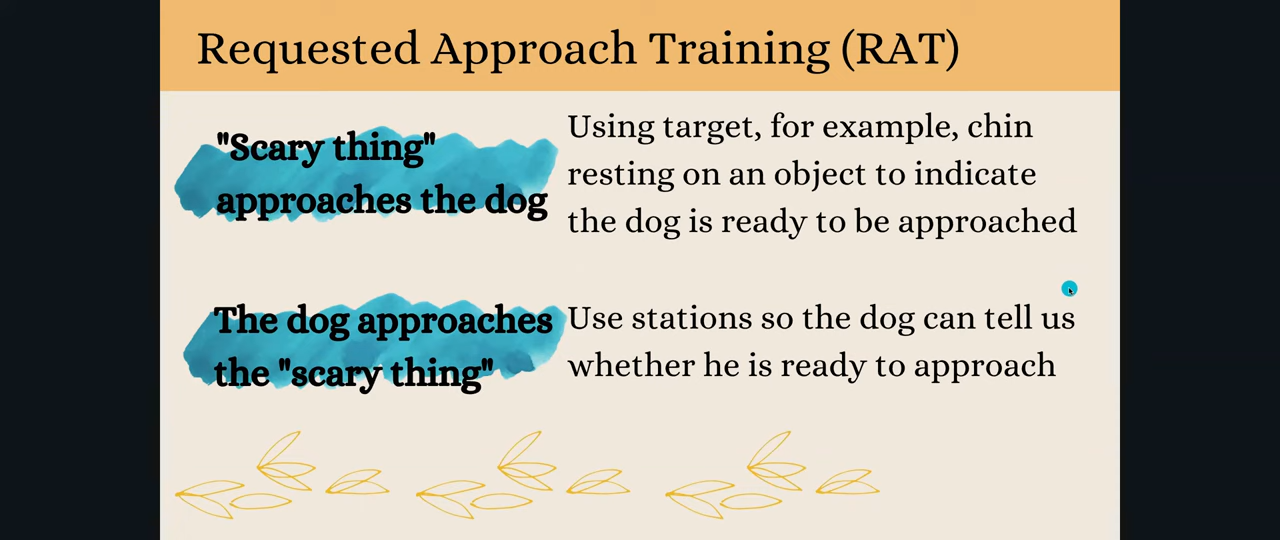 Requested Approach Training (RAT)
"Scary thing"
approaches the dog
Using target, for example, chin
resting on an object to indicate
the dog is ready to be approached
The dog approaches
the "scary thing"
Use stations so the dog can tell us
whether he is ready to approach